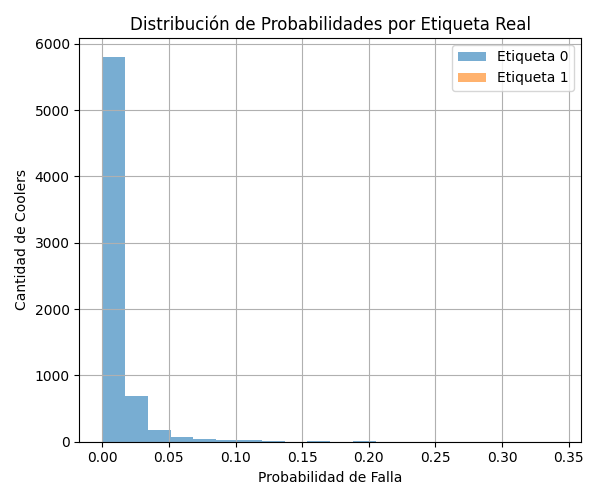 Distribución de Probabilidades por Etiqueta Real
Etiqueta 0
Etiqueta 1
Cantidad de Coolers
6000
5000
4000
3000
2000
1000
0
0.00 0.05 0.10 0.15 0.20 0.25 0.30 0.35
Probabilidad de Falla